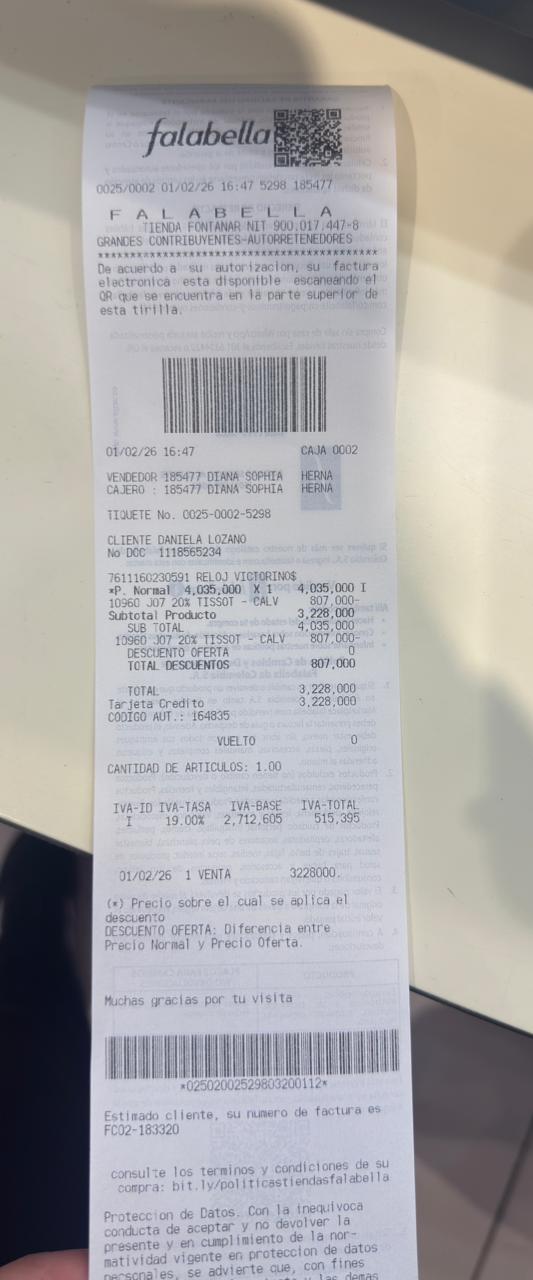 falabella
0025/0002 01/02/26 16:47 5298 185477
F A L A B E L L A
TIENDA FONTANAR NIT 900.017.447-8
GRANDES CONTRIBUYENTES-AUTORRETENEDORES
****************************************
De acuerdo a su autorizacion, su factura
electronica esta disponible escaneando el
QR que se encuentra en la parte superior de
esta tirilla.
01/02/26 16:47 CAJA 0002
VENDEDOR 185477 DIANA SOPHIA HERNA
CAJERO : 185477 DIANA SOPHIA HERNA
TIQUETE No. 0025-0002-5298
CLIENTE DANIELA LOZANO
No DOC 1118565234
7611160230591 RELOJ VICTORINO$
*P. Normal 4,035,000 X 1 4,035,000 I
10960 J07 20% TISSOT - CALV 807,000-
Subtotal Producto 3,228,000
SUB TOTAL 4,035,000
10960 J07 20% TISSOT - CALV 807,000-
DESCUENTO OFERTA 0
TOTAL DESCUENTOS 807,000
TOTAL 3,228,000
Tarjeta Credito 3,228,000
CODIGO AUT.: 164835
VUELTO 0
CANTIDAD DE ARTICULOS: 1.00
IVA-ID IVA-TASA IVA-BASE IVA-TOTAL
I 19.00% 2,712,605 515,395
01/02/26 1 VENTA 3228000.
(*) Precio sobre el cual se aplica el
descuento
DESCUENTO OFERTA: Diferencia entre
Precio Normal y Precio Oferta.
Muchas gracias por tu visita
*02502002529803200112*
Estimado cliente, su numero de factura es
FC02-183320
consulte los terminos y condiciones de su
compra: bit.ly/politicastiendasfalabella
Proteccion de Datos. Con la inequivoca
conducta de aceptar y no devolver la
presente y en cumplimiento de la nor-
matividad vigente en proteccion de datos
personales, se advierte que, con fines
y las demas